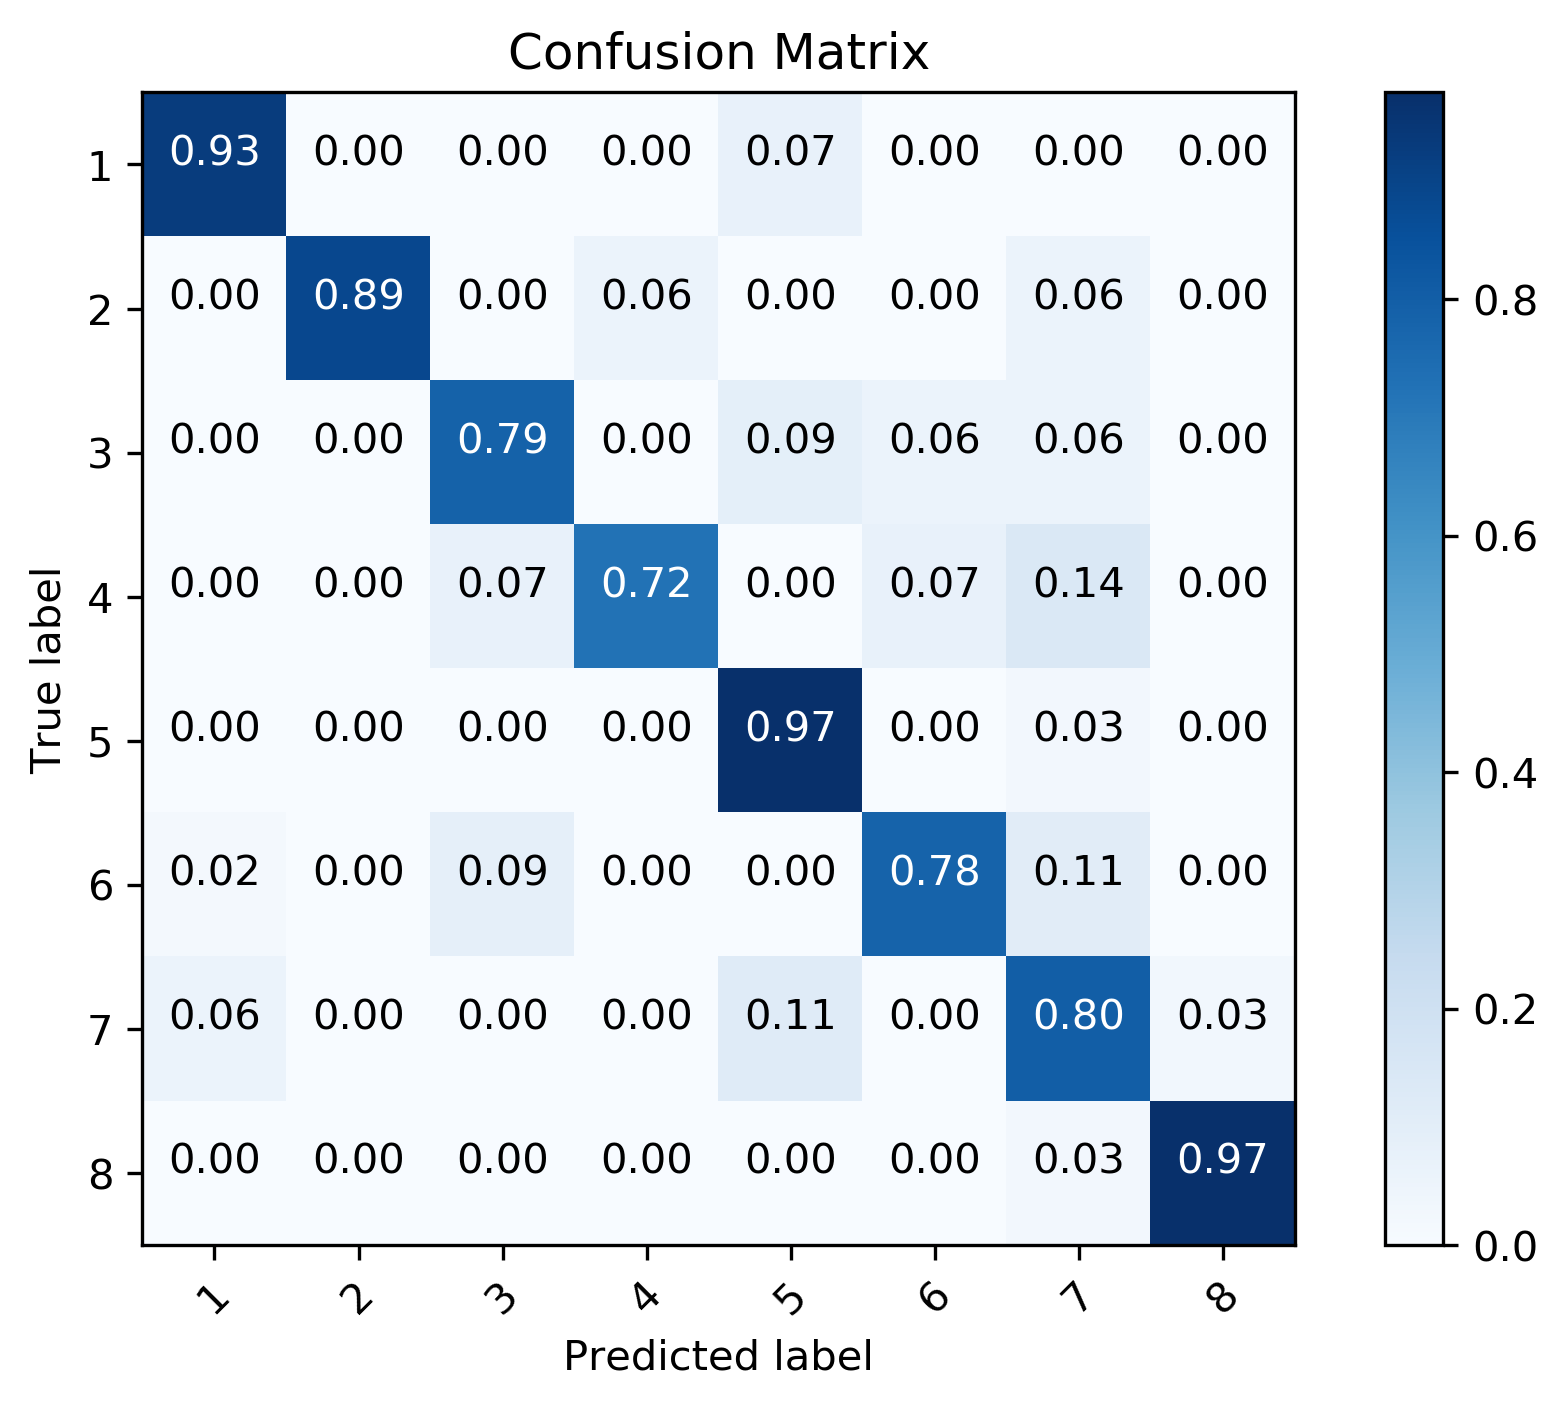 Confusion Matrix
1 0.93 0.00 0.00 0.00 0.07 0.00 0.00 0.00
2 0.00 0.89 0.00 0.06 0.00 0.00 0.06 0.00
3 0.00 0.00 0.79 0.00 0.09 0.06 0.06 0.00
4 0.00 0.00 0.07 0.72 0.00 0.07 0.14 0.00
5 0.00 0.00 0.00 0.00 0.97 0.00 0.03 0.00
6 0.02 0.00 0.09 0.00 0.00 0.78 0.11 0.00
7 0.06 0.00 0.00 0.00 0.11 0.00 0.80 0.03
8 0.00 0.00 0.00 0.00 0.00 0.00 0.03 0.97
1 2 3 4 5 6 7 8
Predicted label
True label
0.8
0.6
0.4
0.2
0.0